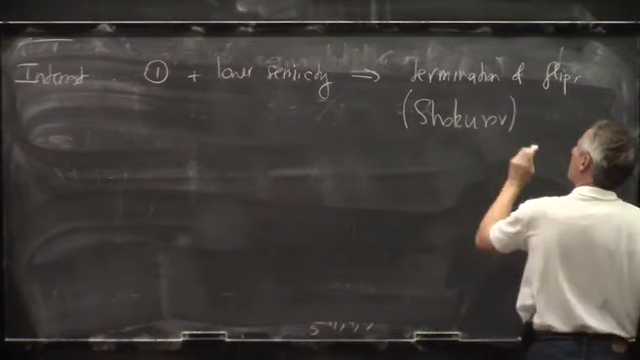 Interest ① + lower semicty ⇒ termination of flips
(Shokurov)